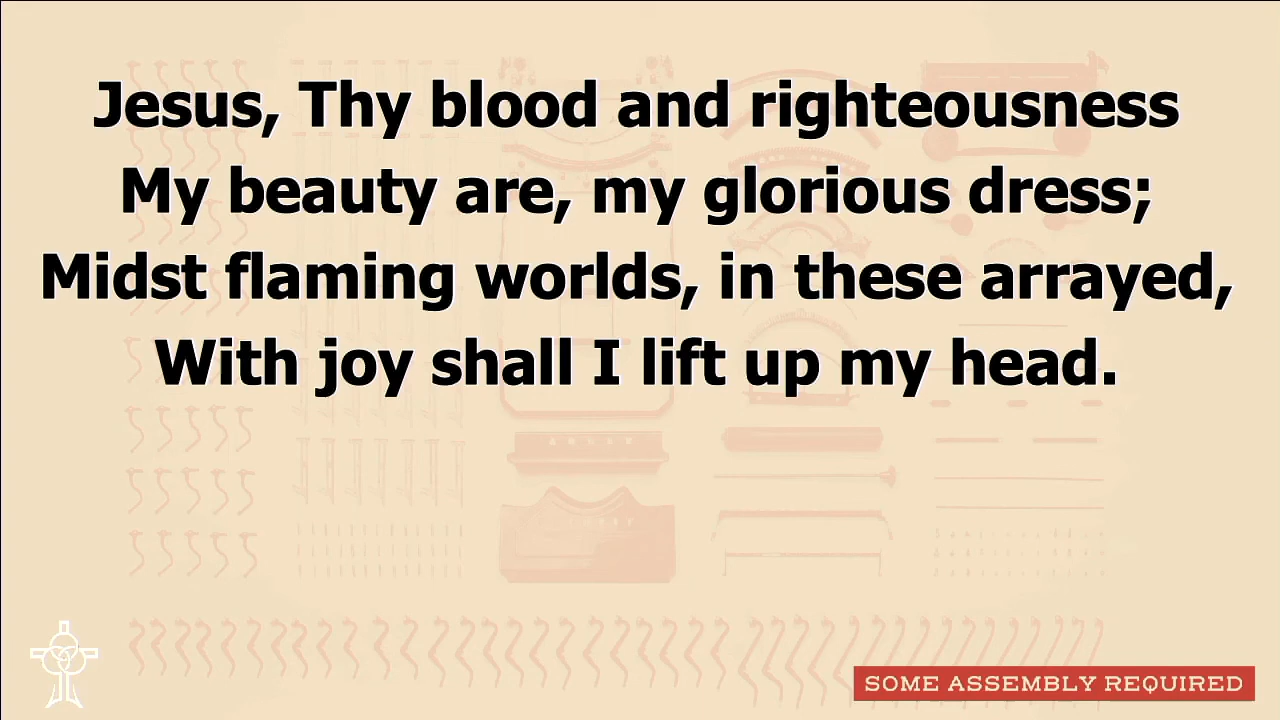 Jesus, Thy blood and righteousness
My beauty are, my glorious dress;
Midst flaming worlds, in these arrayed,
With joy shall I lift up my head.
SOME ASSEMBLY REQUIRED